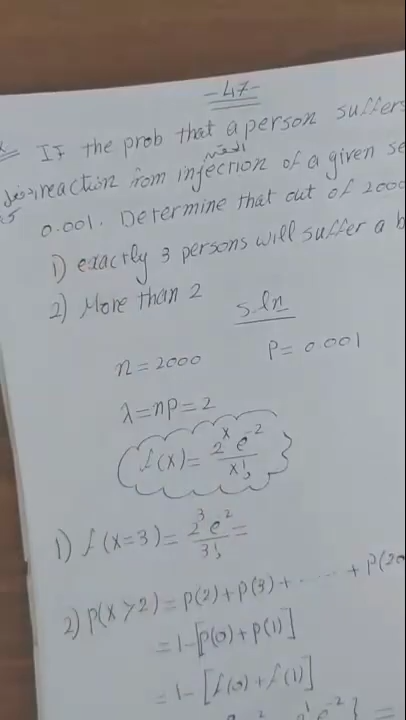 -47-
If the prob that a person suffers
reaction from injection of a given se
0.001. Determine that out of 2000
1) exactly 3 persons will suffer a b
2) More than 2
Sln
n=2000 P=0.001
λ=np=2
f(x)= 2^x e^-2 / x!
1) f(x=3)= 2^3 e^-2 / 3! =
2) P(x>2)=P(2)+P(3)+ ..... + P(20
=1-[P(0)+P(1)]
=1-[f(0)+f(1)]